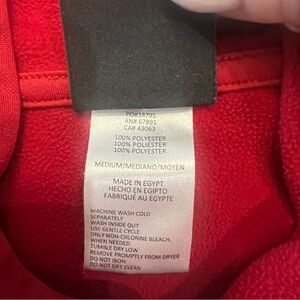 PO#38795
RN# 67891
CA# 43063
100% POLYESTER
100% POLIÉSTER
100% POLYESTER
MEDIUM/MEDIANO/MOYEN
MADE IN EGYPT
HECHO EN EGIPTO
FABRIQUÉ AU EGYPTE
MACHINE WASH COLD
SEPARATELY
WASH INSIDE OUT
USE GENTLE CYCLE
ONLY NON-CHLORINE BLEACH,
WHEN NEEDED
TUMBLE DRY LOW
REMOVE PROMPTLY FROM DRYER
DO NOT IRON
DO NOT DRY CLEAN